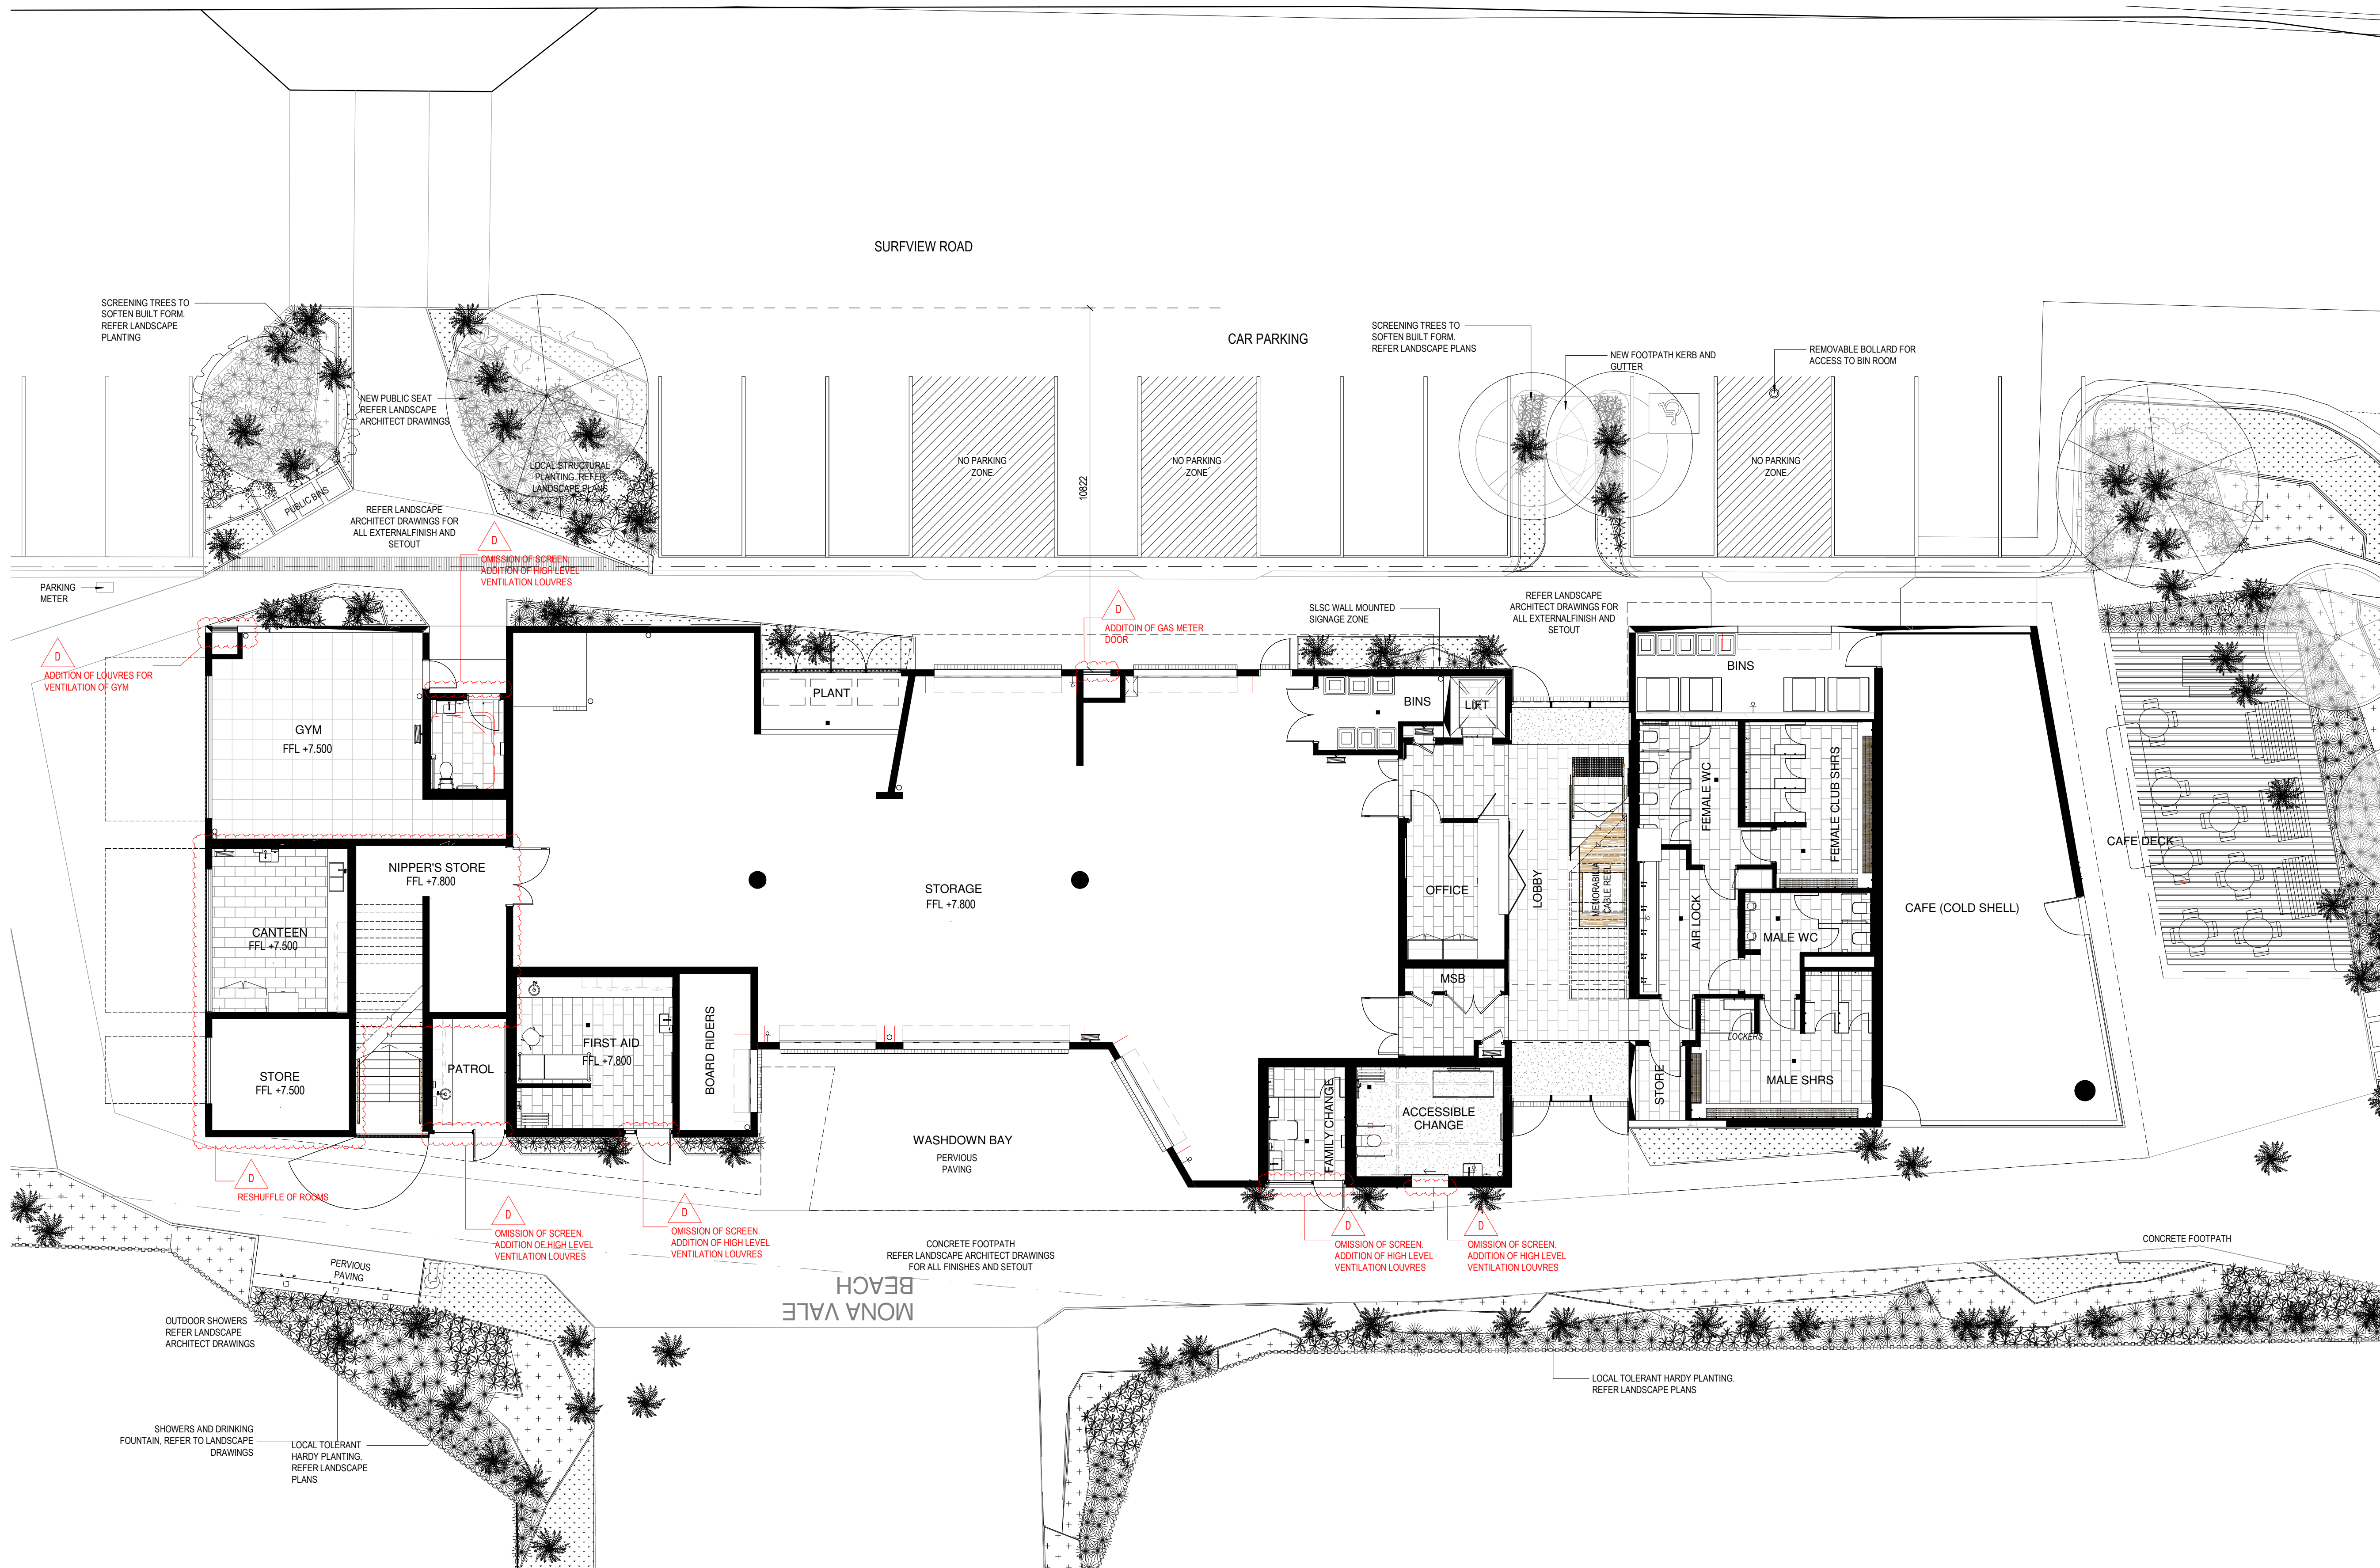 SURFVIEW ROAD
SCREENING TREES TO
SOFTEN BUILT FORM.
REFER LANDSCAPE
PLANTING
SCREENING TREES TO
SOFTEN BUILT FORM.
REFER LANDSCAPE PLANS
CAR PARKING
NEW FOOTPATH KERB AND
GUTTER
REMOVABLE BOLLARD FOR
ACCESS TO BIN ROOM
NEW PUBLIC SEAT
REFER LANDSCAPE
ARCHITECT DRAWINGS
LOCAL STRUCTURAL
PLANTING. REFER
LANDSCAPE PLANS
NO PARKING
ZONE
NO PARKING
ZONE
NO PARKING
ZONE
10822
PUBLIC BINS
REFER LANDSCAPE
ARCHITECT DRAWINGS FOR
ALL EXTERNALFINISH AND
SETOUT
D
OMISSION OF SCREEN.
ADDITION OF HIGH LEVEL
VENTILATION LOUVRES
PARKING
METER
D
ADDITION OF LOUVRES FOR
VENTILATION OF GYM
D
ADDITOIN OF GAS METER
DOOR
SLSC WALL MOUNTED
SIGNAGE ZONE
REFER LANDSCAPE
ARCHITECT DRAWINGS FOR
ALL EXTERNALFINISH AND
SETOUT
GYM
FFL +7.500
PLANT
BINS
LIFT
BINS
FEMALE WC
FEMALE CLUB SHRS
CAFE DECK
NIPPER'S STORE
FFL +7.800
STORAGE
FFL +7.800
OFFICE
LOBBY
MEMORABILIA
CABLE REEL
AIR LOCK
MALE WC
CAFE (COLD SHELL)
CANTEEN
FFL +7.500
MSB
STORE
FFL +7.500
PATROL
FIRST AID
FFL +7.800
BOARD RIDERS
LOCKERS
MALE SHRS
STORE
FAMILY CHANGE
ACCESSIBLE
CHANGE
WASHDOWN BAY
PERVIOUS
PAVING
D
RESHUFFLE OF ROOMS
D
OMISSION OF SCREEN.
ADDITION OF HIGH LEVEL
VENTILATION LOUVRES
D
OMISSION OF SCREEN.
ADDITION OF HIGH LEVEL
VENTILATION LOUVRES
CONCRETE FOOTPATH
REFER LANDSCAPE ARCHITECT DRAWINGS
FOR ALL FINISHES AND SETOUT
D
OMISSION OF SCREEN.
ADDITION OF HIGH LEVEL
VENTILATION LOUVRES
D
OMISSION OF SCREEN.
ADDITION OF HIGH LEVEL
VENTILATION LOUVRES
CONCRETE FOOTPATH
PERVIOUS
PAVING
MONA VALE
BEACH
OUTDOOR SHOWERS
REFER LANDSCAPE
ARCHITECT DRAWINGS
LOCAL TOLERANT HARDY PLANTING.
REFER LANDSCAPE PLANS
SHOWERS AND DRINKING
FOUNTAIN, REFER TO LANDSCAPE
DRAWINGS
LOCAL TOLERANT
HARDY PLANTING.
REFER LANDSCAPE
PLANS